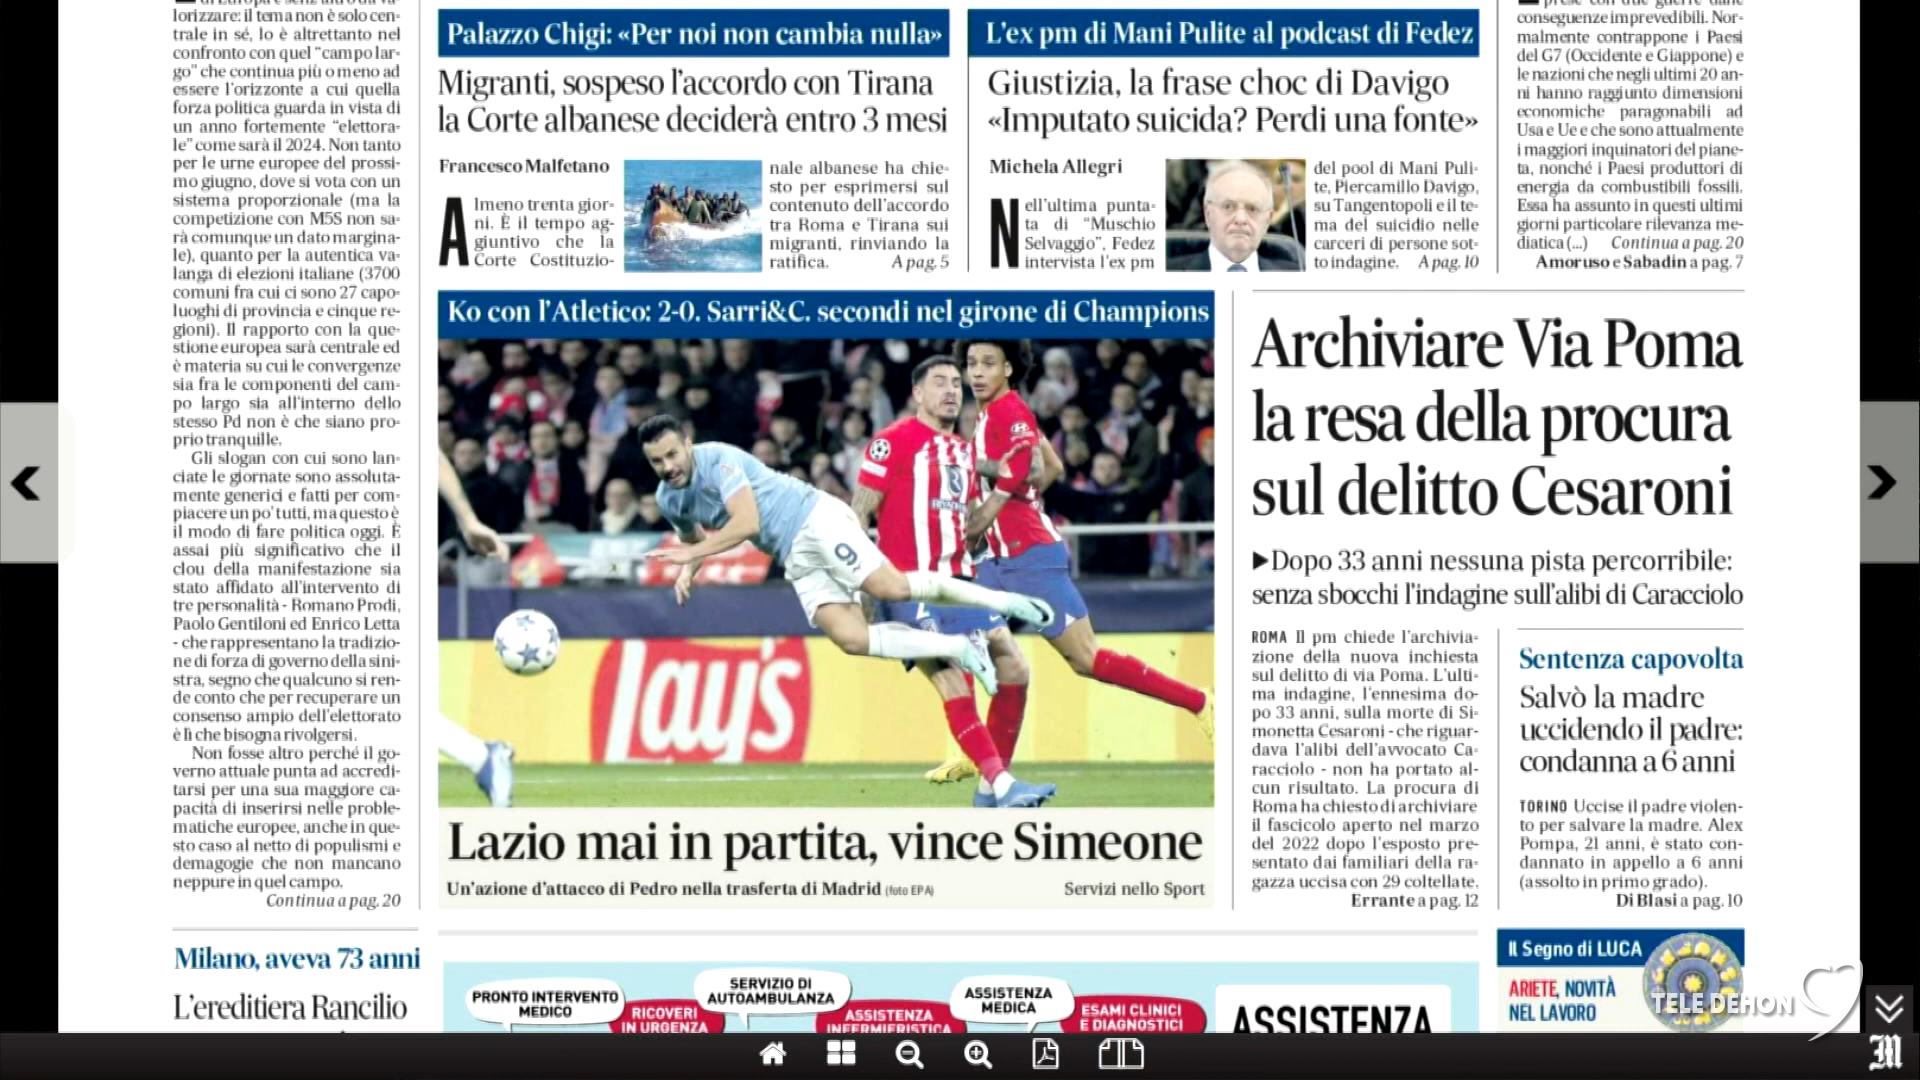 lorizzare: il tema non è solo cen-
trale in sé, lo è altrettanto nel
confronto con quel “campo lar-
go” che continua più o meno ad
essere l'orizzonte a cui quella
forza politica guarda in vista di
un anno fortemente “elettora-
le” come sarà il 2024. Non tanto
per le urne europee del prossi-
mo giugno, dove si vota con un
sistema proporzionale (ma la
competizione con M5S non sa-
rà comunque un dato margina-
le), quanto per la autentica va-
langa di elezioni italiane (3700
comuni fra cui ci sono 27 capo-
luoghi di provincia e cinque re-
gioni). Il rapporto con la que-
stione europea sarà centrale ed
è materia su cui le convergenze
sia fra le componenti del cam-
po largo sia all'interno dello
stesso Pd non è che siano pro-
prio tranquille.
Gli slogan con cui sono lan-
ciate le giornate sono assoluta-
mente generici e fatti per com-
piacere un po' tutti, ma questo è
il modo di fare politica oggi. È
assai più significativo che il
clou della manifestazione sia
stato affidato all'intervento di
tre personalità - Romano Prodi,
Paolo Gentiloni ed Enrico Letta
- che rappresentano la tradizio-
ne di forza di governo della sini-
stra, segno che qualcuno si ren-
de conto che per recuperare un
consenso ampio dell'elettorato
è lì che bisogna rivolgersi.
Non fosse altro perché il go-
verno attuale punta ad accredi-
tarsi per una sua maggiore ca-
pacità di inserirsi nelle proble-
matiche europee, anche in que-
sto caso al netto di populismi e
demagogie che non mancano
neppure in quel campo.
Continua a pag. 20
Milano, aveva 73 anni
L'ereditiera Rancilio
Palazzo Chigi: «Per noi non cambia nulla»
Migranti, sospeso l'accordo con Tirana
la Corte albanese deciderà entro 3 mesi
Francesco Malfetano
Almeno trenta gior-
ni. È il tempo ag-
giuntivo che la
Corte Costituzio-
nale albanese ha chie-
sto per esprimersi sul
contenuto dell'accordo
tra Roma e Tirana sui
migranti, rinviando la
ratifica. A pag. 5
L'ex pm di Mani Pulite al podcast di Fedez
Giustizia, la frase choc di Davigo
«Imputato suicida? Perdi una fonte»
Michela Allegri
Nell'ultima punta-
ta di “Muschio
Selvaggio”, Fedez
intervista l'ex pm
del pool di Mani Puli-
te, Piercamillo Davigo,
su Tangentopoli e il te-
ma del suicidio nelle
carceri di persone sot-
to indagine. A pag. 10
conseguenze imprevedibili. Nor-
malmente contrappone i Paesi
del G7 (Occidente e Giappone) e
le nazioni che negli ultimi 20 an-
ni hanno raggiunto dimensioni
economiche paragonabili ad
Usa e Ue e che sono attualmente
i maggiori inquinatori del piane-
ta, nonché i Paesi produttori di
energia da combustibili fossili.
Essa ha assunto in questi ultimi
giorni particolare rilevanza me-
diatica (...) Continua a pag. 20
Amoruso e Sabadin a pag. 7
Ko con l'Atletico: 2-0. Sarri&C. secondi nel girone di Champions
9
Lay's
Lazio mai in partita, vince Simeone
Un'azione d'attacco di Pedro nella trasferta di Madrid (foto EPA)
Servizi nello Sport
Archiviare Via Poma
la resa della procura
sul delitto Cesaroni
►Dopo 33 anni nessuna pista percorribile:
senza sbocchi l'indagine sull'alibi di Caracciolo
ROMA Il pm chiede l'archivia-
zione della nuova inchiesta
sul delitto di via Poma. L'ulti-
ma indagine, l'ennesima do-
po 33 anni, sulla morte di Si-
monetta Cesaroni - che riguar-
dava l'alibi dell'avvocato Ca-
racciolo - non ha portato al-
cun risultato. La procura di
Roma ha chiesto di archiviare
il fascicolo aperto nel marzo
del 2022 dopo l'esposto pre-
sentato dai familiari della ra-
gazza uccisa con 29 coltellate.
Errante a pag. 12
Sentenza capovolta
Salvò la madre
uccidendo il padre:
condanna a 6 anni
TORINO Uccise il padre violen-
to per salvare la madre. Alex
Pompa, 21 anni, è stato con-
dannato in appello a 6 anni
(assolto in primo grado).
Di Blasi a pag. 10
PRONTO INTERVENTO
MEDICO
RICOVERI
IN URGENZA
SERVIZIO DI
AUTOAMBULANZA
ASSISTENZA
INFERMIERISTICA
ASSISTENZA
MEDICA
ESAMI CLINICI
E DIAGNOSTICI
ASSISTENZA
Il Segno di LUCA
ARIETE, NOVITÀ
NEL LAVORO
TELE DEHON
M